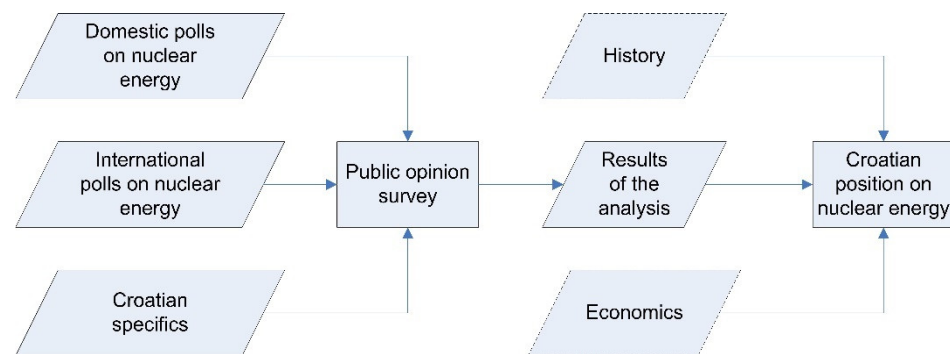 Domestic polls
on nuclear
energy
History
International
polls on nuclear
energy
Public opinion
survey
Results
of the
analysis
Croatian
position on
nuclear energy
Croatian
specifics
Economics